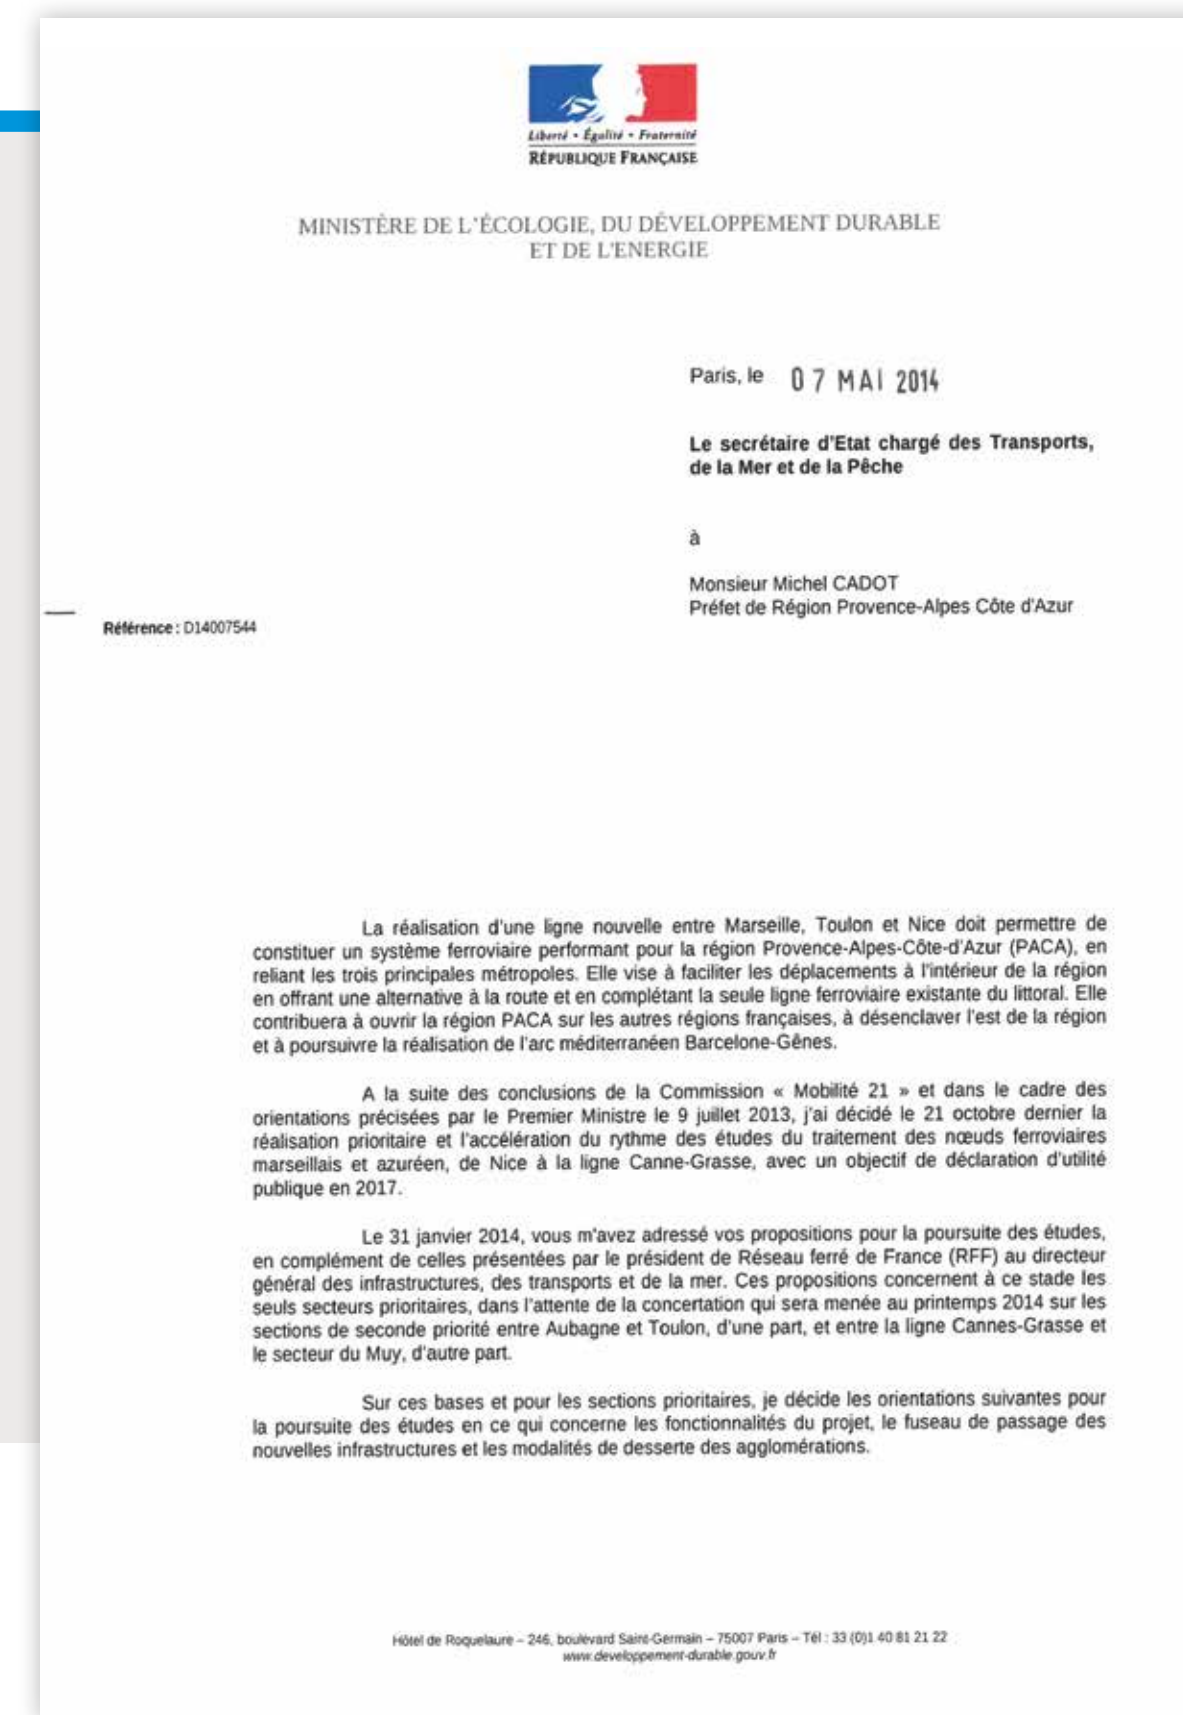 Liberté • Égalité • Fraternité
RÉPUBLIQUE FRANÇAISE
MINISTÈRE DE L'ÉCOLOGIE, DU DÉVELOPPEMENT DURABLE
ET DE L'ENERGIE
Paris, le 07 MAI 2014
Le secrétaire d'Etat chargé des Transports,
de la Mer et de la Pêche
à
Monsieur Michel CADOT
Préfet de Région Provence-Alpes Côte d'Azur
Référence : D14007544
La réalisation d'une ligne nouvelle entre Marseille, Toulon et Nice doit permettre de
constituer un système ferroviaire performant pour la région Provence-Alpes-Côte-d'Azur (PACA), en
reliant les trois principales métropoles. Elle vise à faciliter les déplacements à l'intérieur de la région
en offrant une alternative à la route et en complétant la seule ligne ferroviaire existante du littoral. Elle
contribuera à ouvrir la région PACA sur les autres régions françaises, à désenclaver l'est de la région
et à poursuivre la réalisation de l'arc méditerranéen Barcelone-Gênes.
A la suite des conclusions de la Commission « Mobilité 21 » et dans le cadre des
orientations précisées par le Premier Ministre le 9 juillet 2013, j'ai décidé le 21 octobre dernier la
réalisation prioritaire et l'accélération du rythme des études du traitement des nœuds ferroviaires
marseillais et azuréen, de Nice à la ligne Canne-Grasse, avec un objectif de déclaration d'utilité
publique en 2017.
Le 31 janvier 2014, vous m'avez adressé vos propositions pour la poursuite des études,
en complément de celles présentées par le président de Réseau ferré de France (RFF) au directeur
général des infrastructures, des transports et de la mer. Ces propositions concernent à ce stade les
seuls secteurs prioritaires, dans l'attente de la concertation qui sera menée au printemps 2014 sur les
sections de seconde priorité entre Aubagne et Toulon, d'une part, et entre la ligne Cannes-Grasse et
le secteur du Muy, d'autre part.
Sur ces bases et pour les sections prioritaires, je décide les orientations suivantes pour
la poursuite des études en ce qui concerne les fonctionnalités du projet, le fuseau de passage des
nouvelles infrastructures et les modalités de desserte des agglomérations.
Hôtel de Roquelaure – 246, boulevard Saint-Germain – 75007 Paris – Tél : 33 (0)1 40 81 21 22
www.developpement-durable.gouv.fr